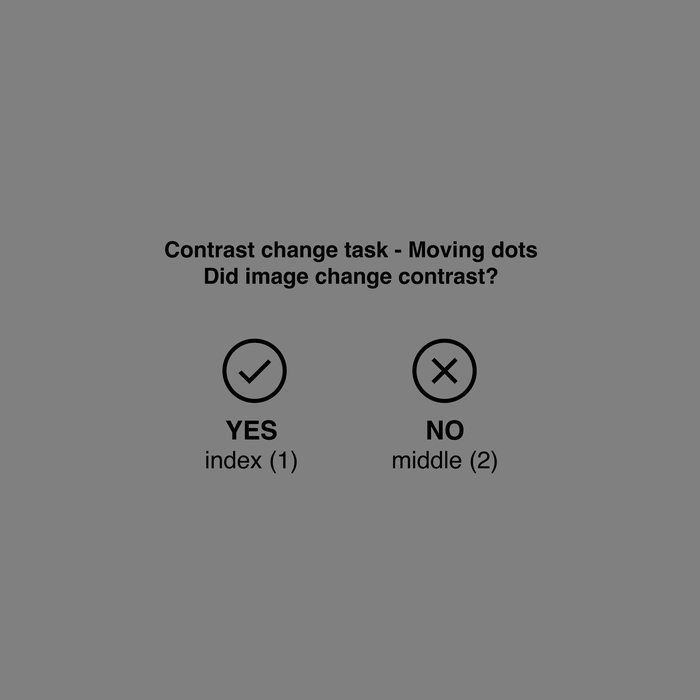 Contrast change task - Moving dots
Did image change contrast?
YES NO
index (1) middle (2)